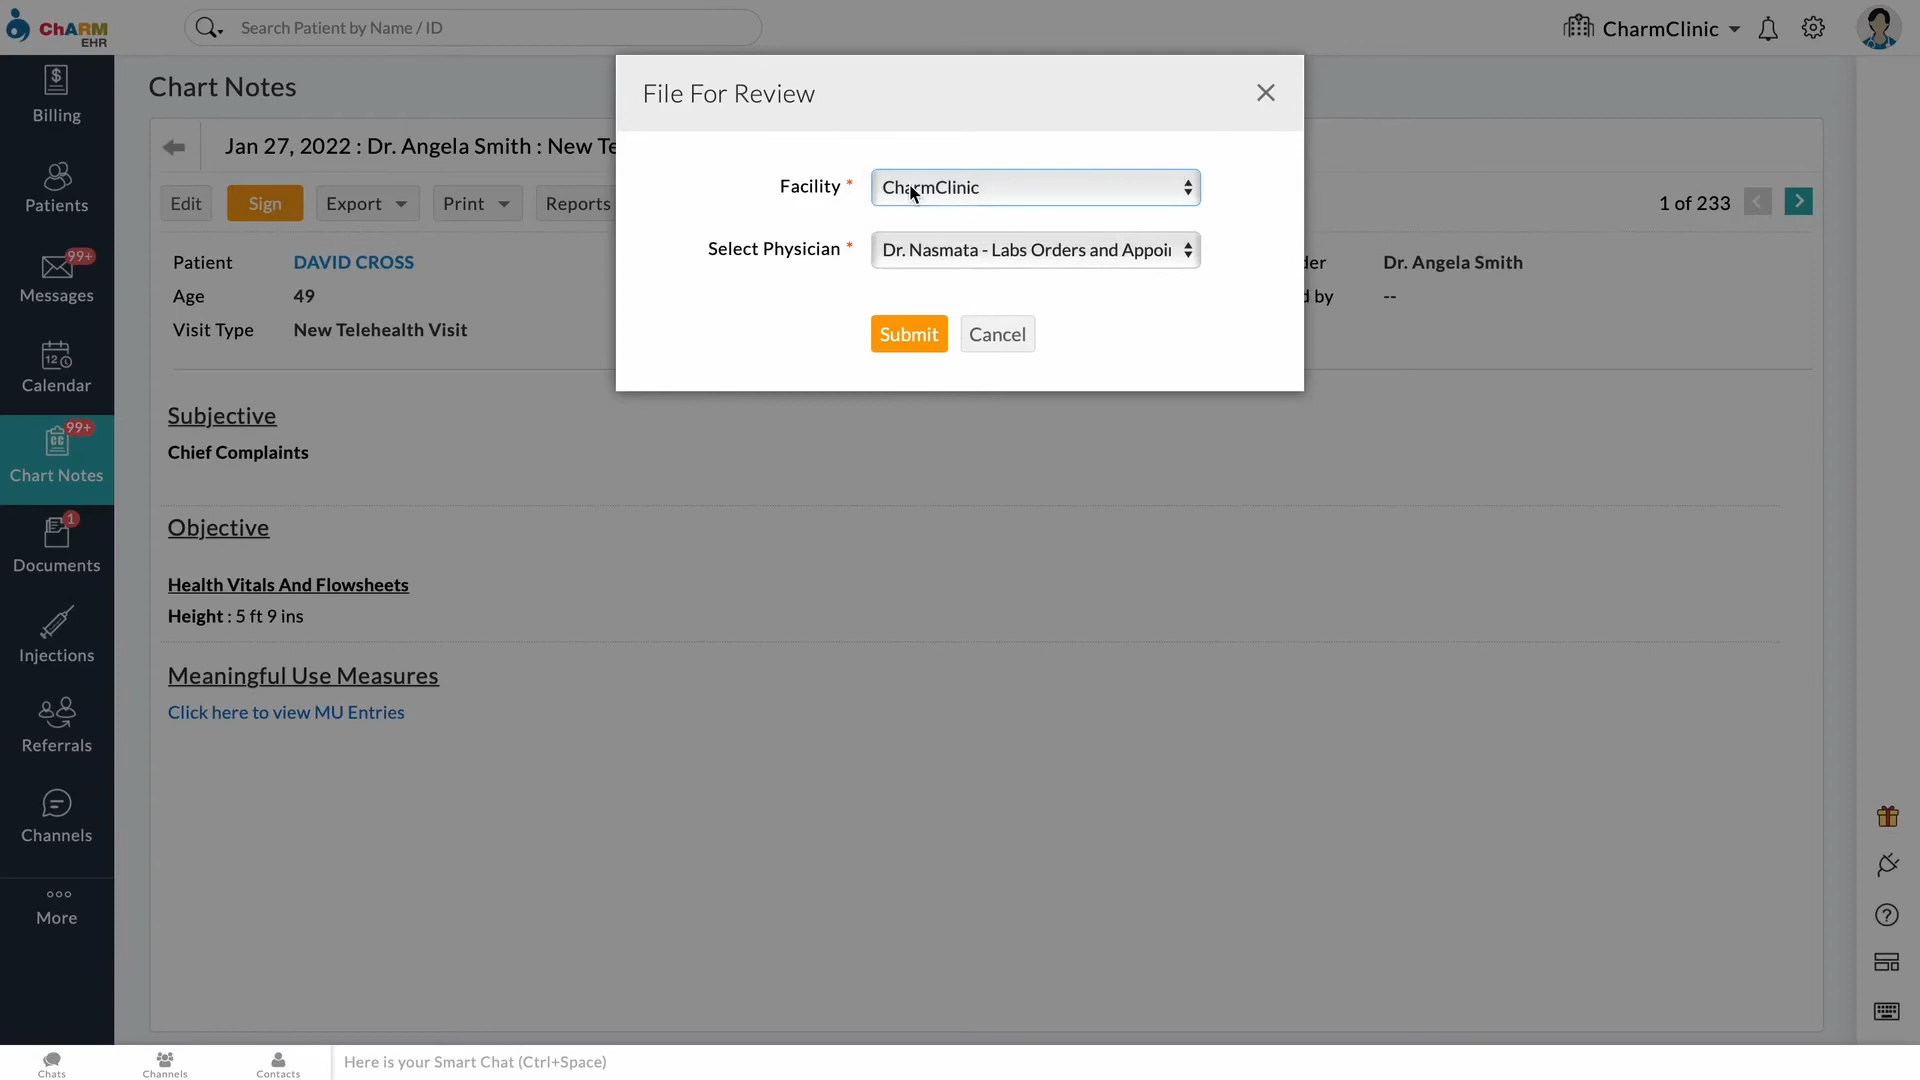 CHARM
EHR
Search Patient by Name / ID
CharmClinic
Billing
Patients
99+
Messages
12
Calendar
99+
CC
Chart Notes
1
Documents
Injections
Referrals
Channels
More
Chart Notes
Jan 27, 2022 : Dr. Angela Smith : New Te
Edit
Sign
Export
Print
Reports
1 of 233
Patient
DAVID CROSS
Age
49
Visit Type
New Telehealth Visit
der
Dr. Angela Smith
d by
--
File For Review
Facility *
CharmClinic
Select Physician *
Dr. Nasmata - Labs Orders and Appoi
Submit
Cancel
Subjective
Chief Complaints
Objective
Health Vitals And Flowsheets
Height : 5 ft 9 ins
Meaningful Use Measures
Click here to view MU Entries
Chats
Channels
Contacts
Here is your Smart Chat (Ctrl+Space)